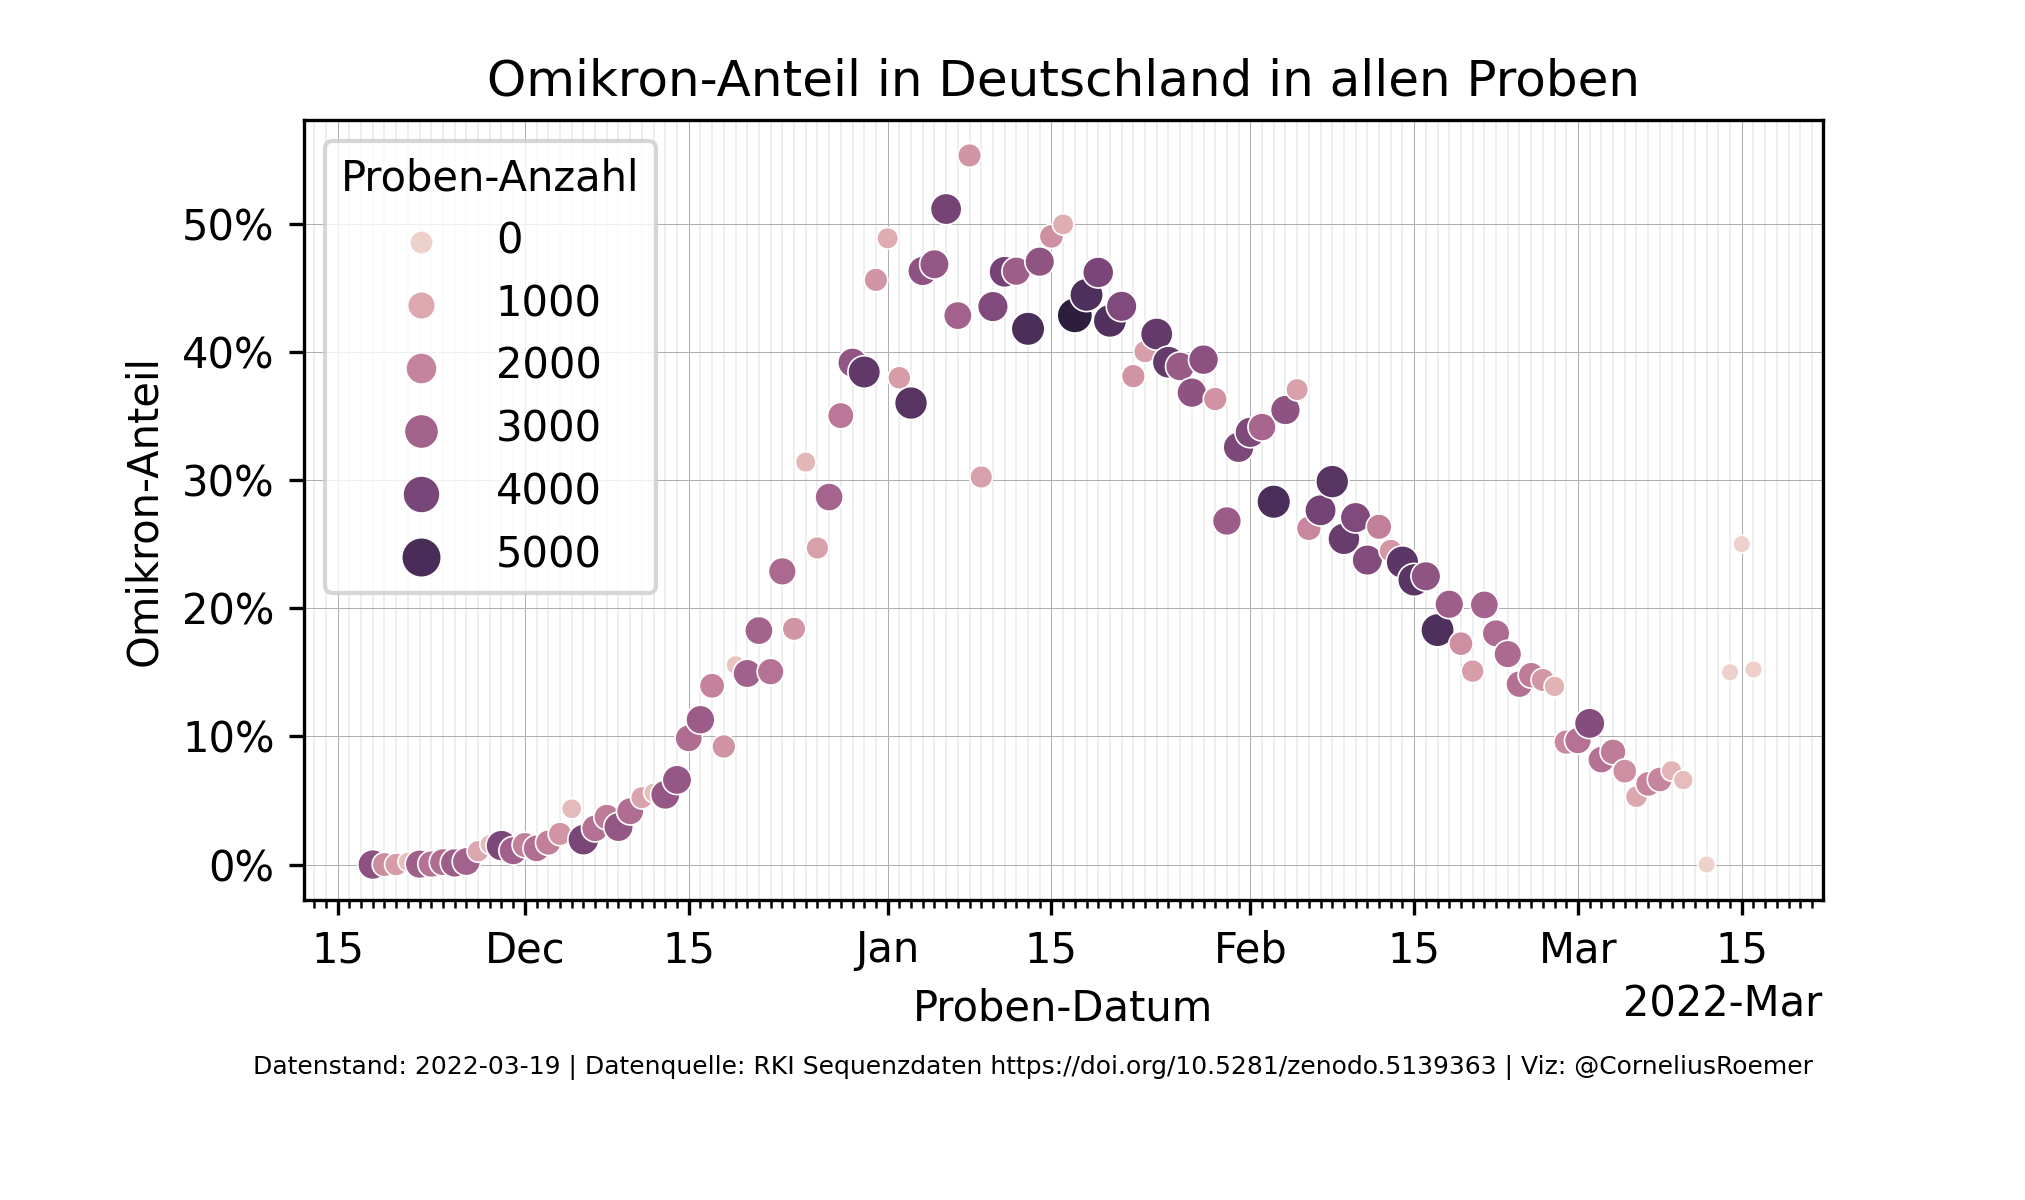 Omikron-Anteil in Deutschland in allen Proben
Proben-Anzahl
0
1000
2000
3000
4000
5000
50%
40%
30%
20%
10%
0%
Omikron-Anteil
15 Dec 15 Jan 15 Feb 15 Mar 15
Proben-Datum
2022-Mar
Datenstand: 2022-03-19 | Datenquelle: RKI Sequenzdaten https://doi.org/10.5281/zenodo.5139363 | Viz: @CorneliusRoemer